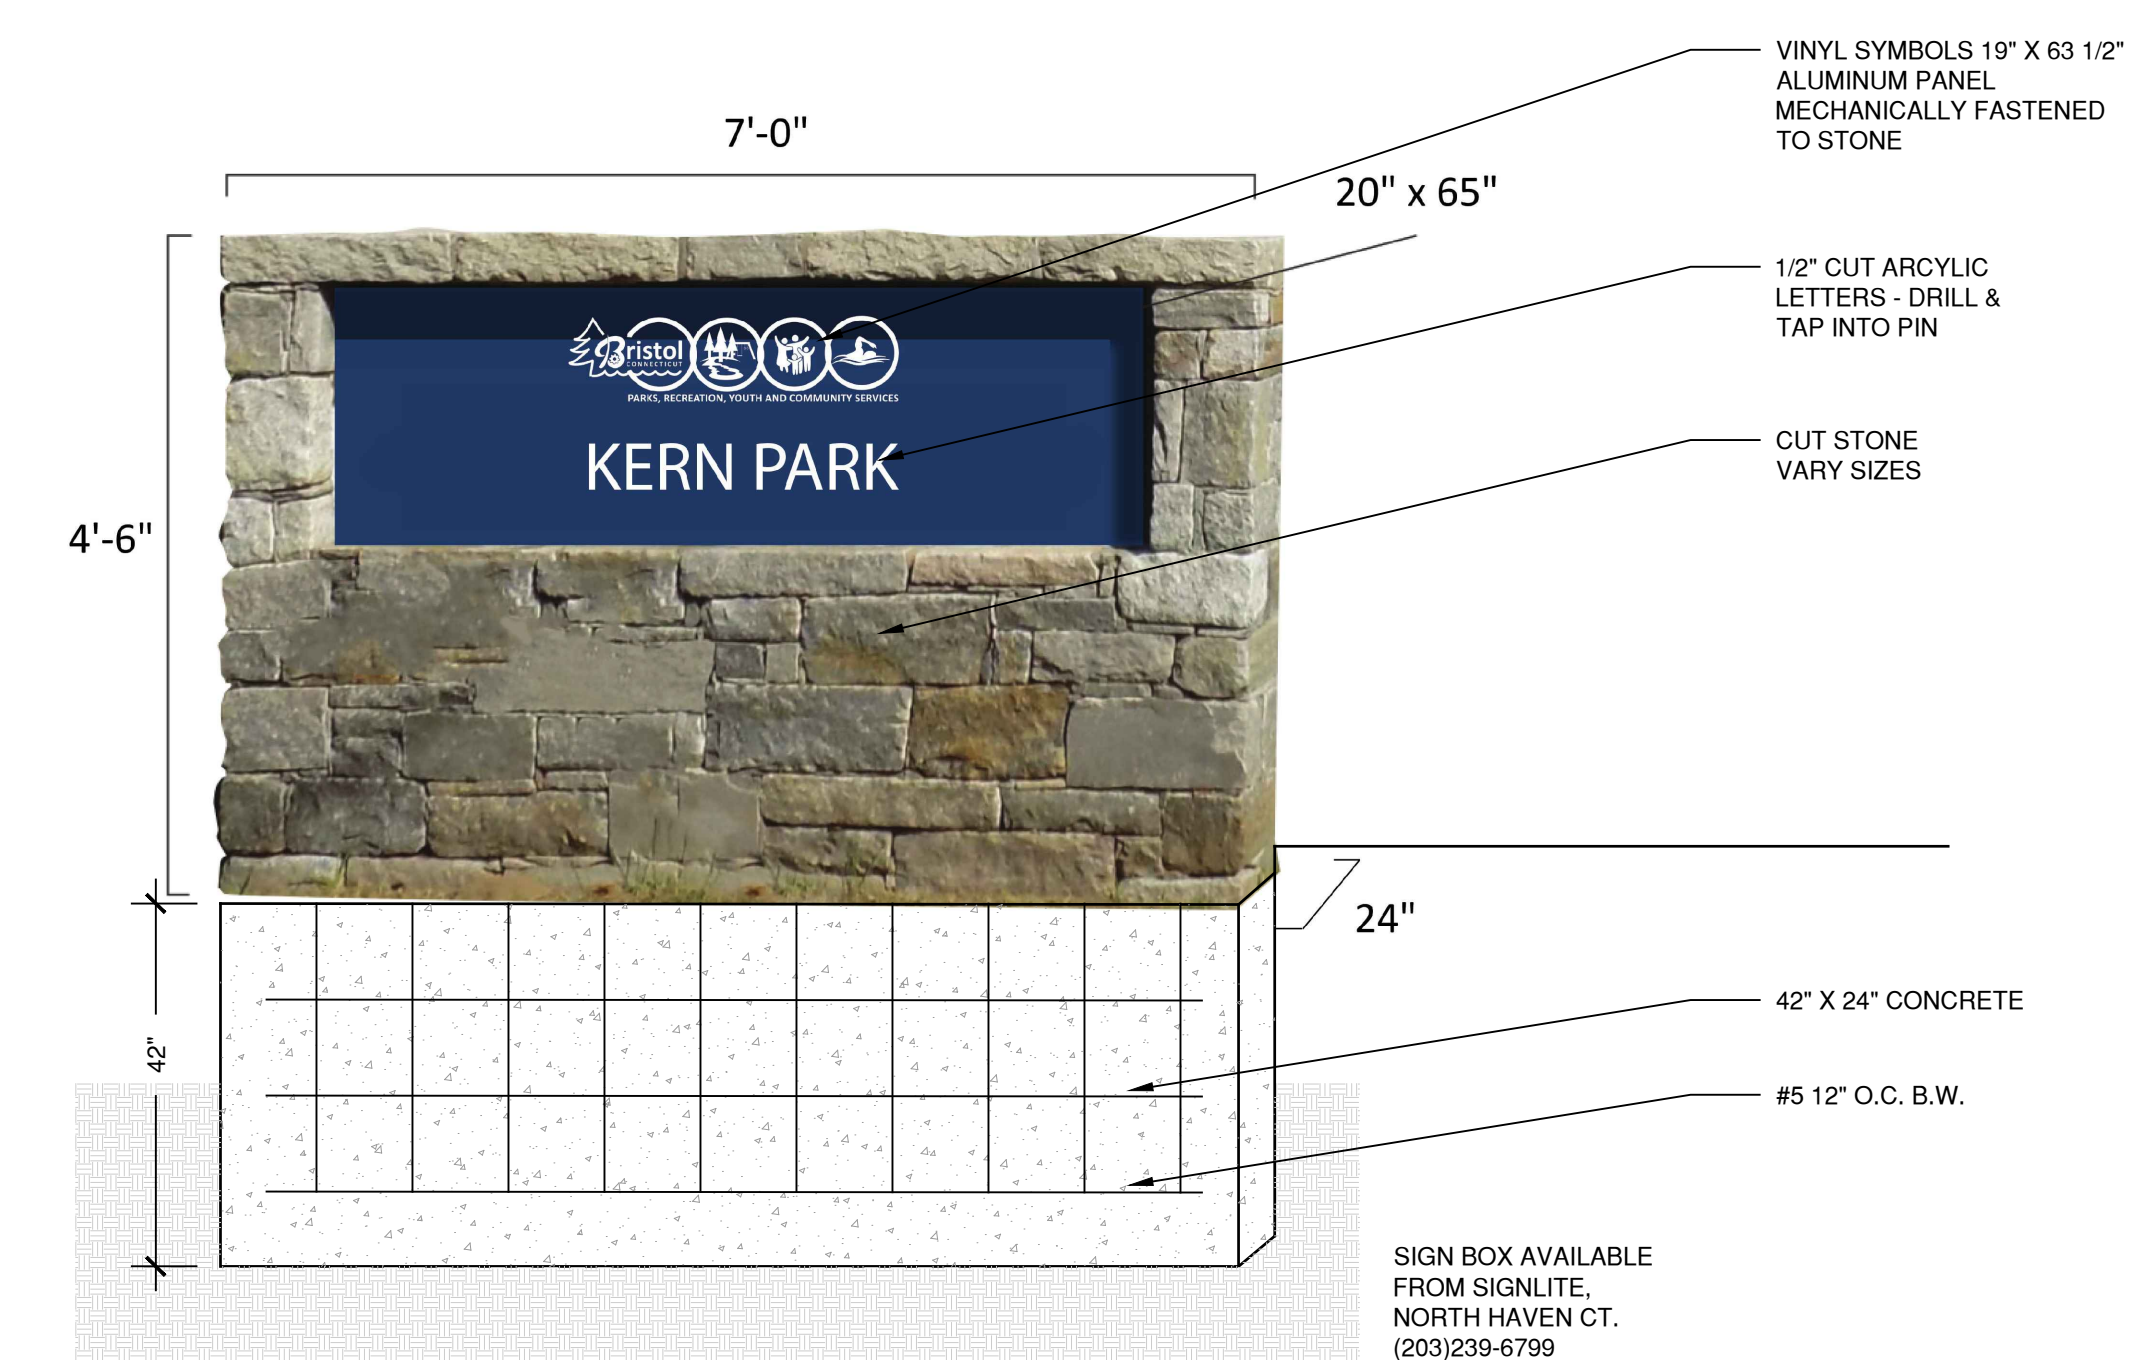 VINYL SYMBOLS 19" X 63 1/2"
ALUMINUM PANEL
MECHANICALLY FASTENED
TO STONE
7'-0"
20" x 65"
1/2" CUT ARCYLIC
LETTERS - DRILL &
TAP INTO PIN
Bristol
CONNECTICUT
PARKS, RECREATION, YOUTH AND COMMUNITY SERVICES
KERN PARK
CUT STONE
VARY SIZES
4'-6"
24"
42"
42" X 24" CONCRETE
#5 12" O.C. B.W.
SIGN BOX AVAILABLE
FROM SIGNLITE,
NORTH HAVEN CT.
(203)239-6799